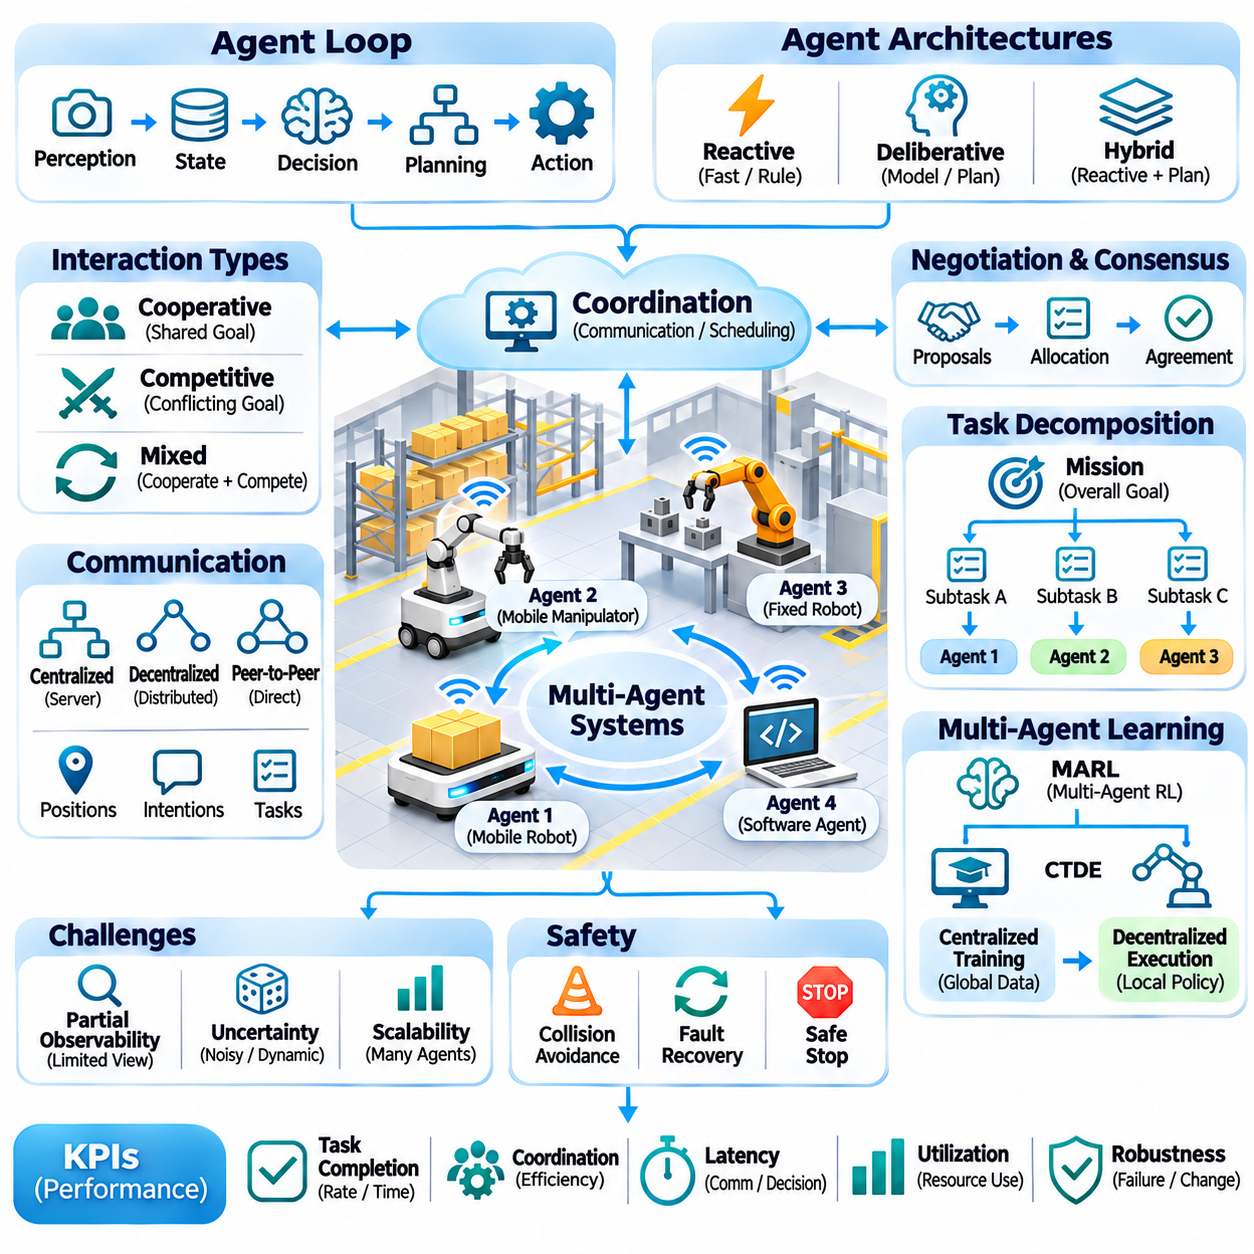 Agent Loop
Perception
State
Decision
Planning
Action
Agent Architectures
Reactive
(Fast / Rule)
Deliberative
(Model / Plan)
Hybrid
(Reactive + Plan)
Interaction Types
Cooperative
(Shared Goal)
Competitive
(Conflicting Goal)
Mixed
(Cooperate + Compete)
Coordination
(Communication / Scheduling)
Negotiation & Consensus
Proposals
Allocation
Agreement
Communication
Centralized
(Server)
Decentralized
(Distributed)
Peer-to-Peer
(Direct)
Positions
Intentions
Tasks
Agent 2
(Mobile Manipulator)
Agent 3
(Fixed Robot)
Multi-Agent
Systems
</>
Agent 1
(Mobile Robot)
Agent 4
(Software Agent)
Task Decomposition
Mission
(Overall Goal)
Subtask A
Subtask B
Subtask C
Agent 1
Agent 2
Agent 3
Multi-Agent Learning
MARL
(Multi-Agent RL)
CTDE
Centralized
Training
(Global Data)
Decentralized
Execution
(Local Policy)
Challenges
Partial
Observability
(Limited View)
Uncertainty
(Noisy / Dynamic)
Scalability
(Many Agents)
Safety
Collision
Avoidance
Fault
Recovery
STOP
Safe
Stop
KPIs
(Performance)
Task
Completion
(Rate / Time)
Coordination
(Efficiency)
Latency
(Comm / Decision)
Utilization
(Resource Use)
Robustness
(Failure / Change)